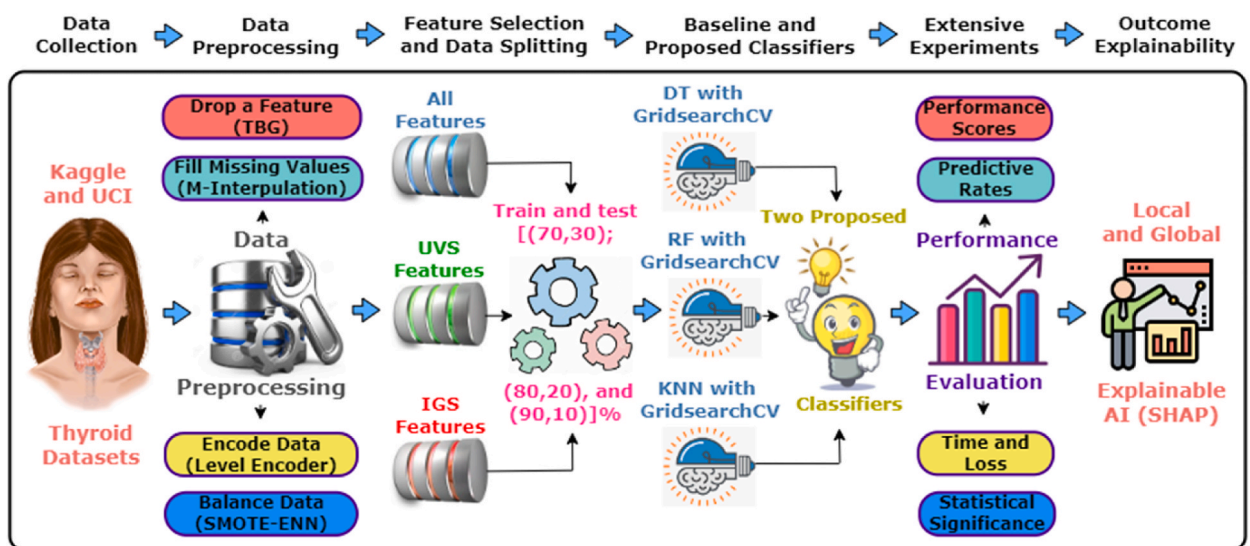 Data
Collection
Data
Preprocessing
Feature Selection
and Data Splitting
Baseline and
Proposed Classifiers
Extensive
Experiments
Outcome
Explainability
Kaggle
and UCI
Thyroid
Datasets
Drop a Feature
(TBG)
Fill Missing Values
(M-Interpolation)
Data
Preprocessing
Encode Data
(Level Encoder)
Balance Data
(SMOTE-ENN)
All
Features
UVS
Features
IGS
Features
Train and test
[(70,30);
(80,20), and
(90,10)]%
DT with
GridsearchCV
RF with
GridsearchCV
KNN with
GridsearchCV
Two Proposed
Classifiers
Performance
Scores
Predictive
Rates
Performance
Evaluation
Time and
Loss
Statistical
Significance
Local
and Global
Explainable
AI (SHAP)